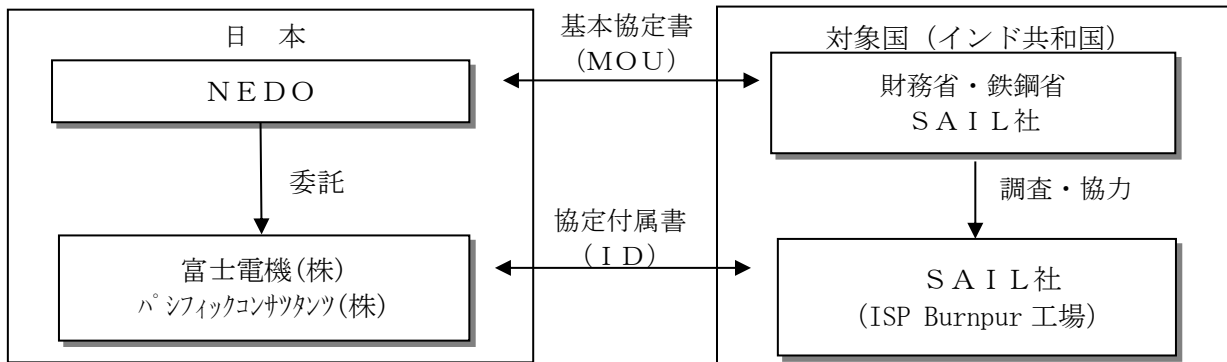 日　本
ＮＥＤＯ
委託
富士電機(株)
ﾊﾟｼﾌィｯｸｺﾝｻﾂﾀﾝﾂ(株)
基本協定書
(ＭＯＵ)
協定付属書
(ＩＤ)
対象国（インド共和国）
財務省・鉄鋼省
ＳＡＩＬ社
調査・協力
ＳＡＩＬ社
(ISP Burnpur 工場)